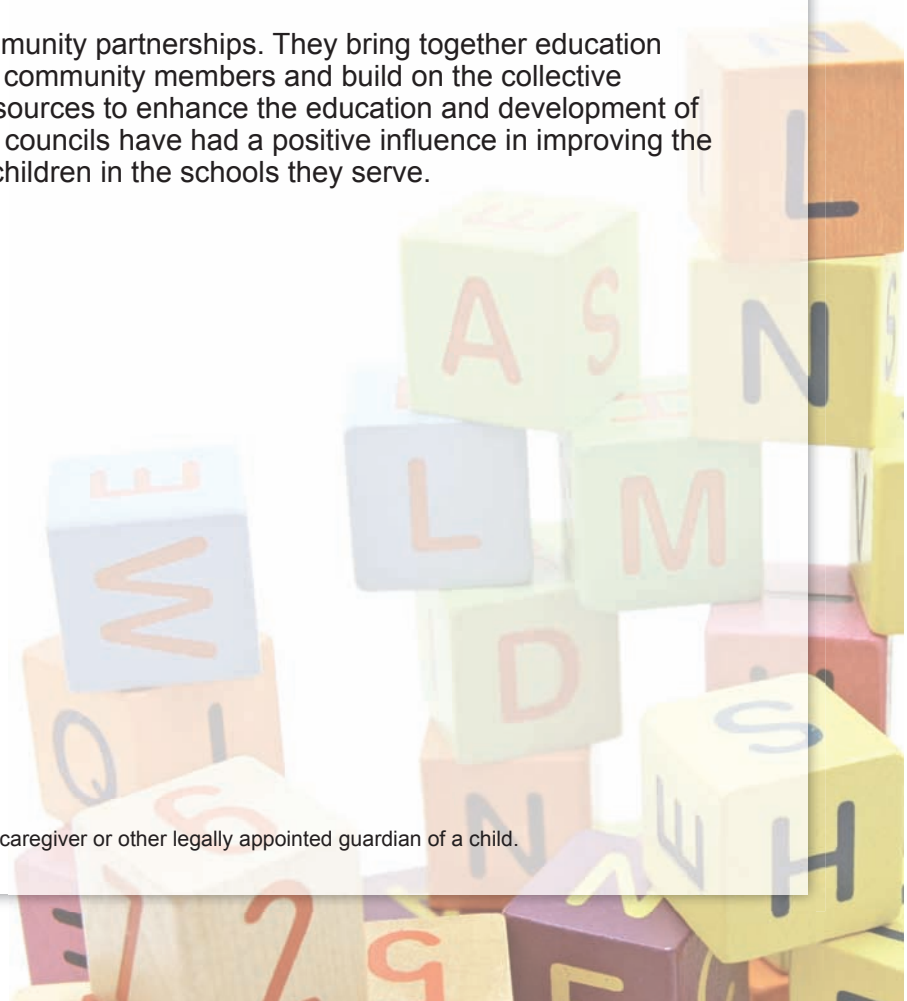 munity partnerships. They bring together education
community members and build on the collective
sources to enhance the education and development of
councils have had a positive influence in improving the
children in the schools they serve.
N
L
E
A S
N S
L M
E
W
D
Q I
S
N
E H
S
caregiver or other legally appointed guardian of a child.
2